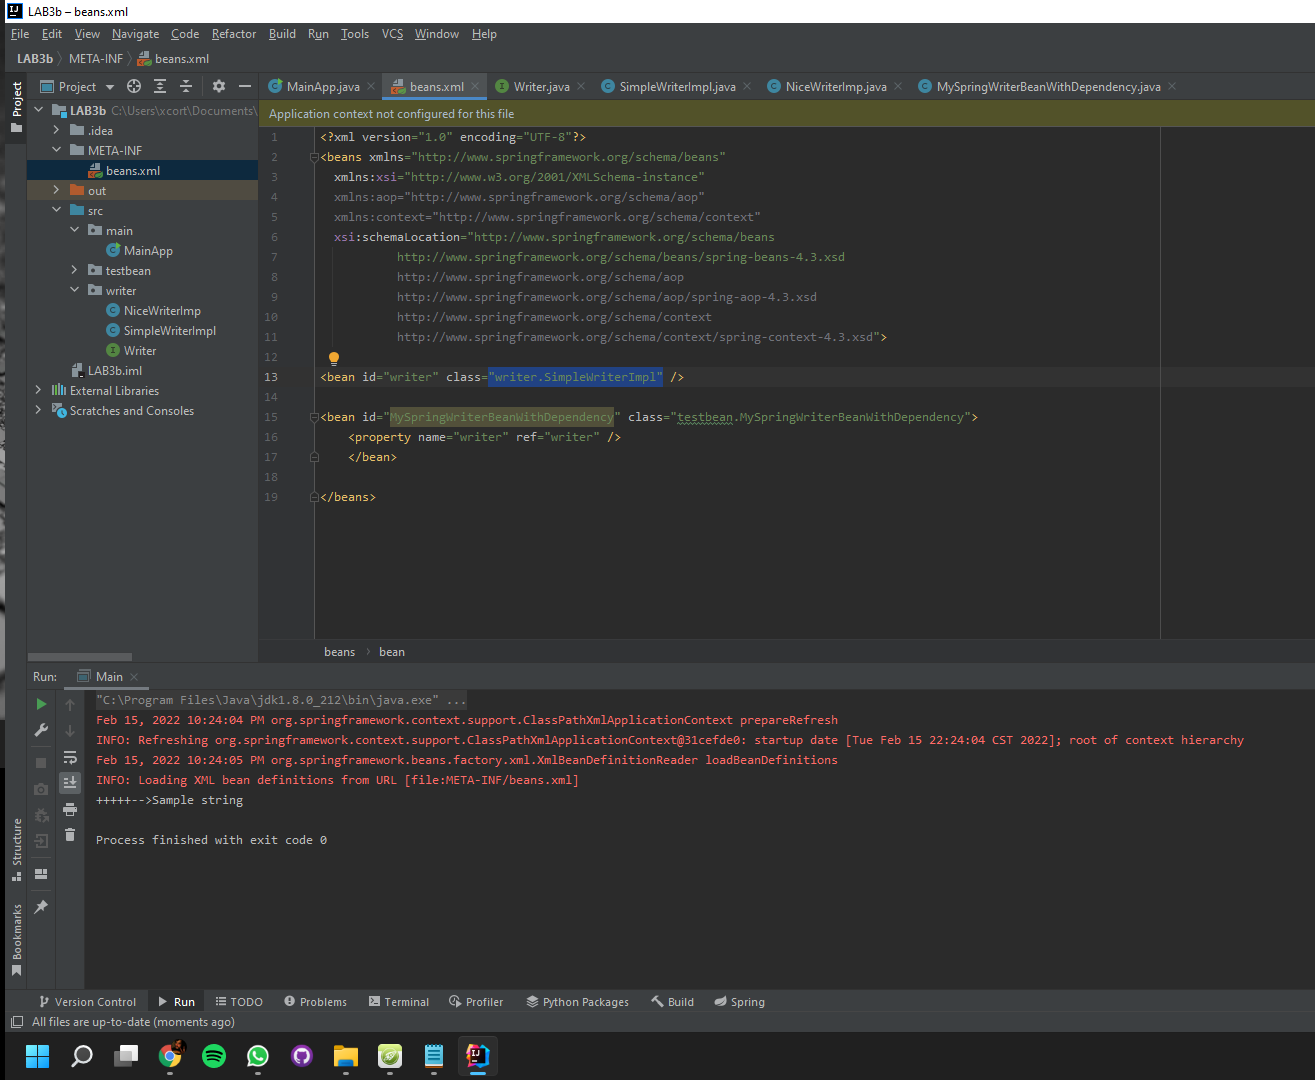 LAB3b – beans.xml
File Edit View Navigate Code Refactor Build Run Tools VCS Window Help
LAB3b META-INF beans.xml
Project
Project
MainApp.java beans.xml Writer.java SimpleWriterImpl.java NiceWriterImp.java MySpringWriterBeanWithDependency.java
LAB3b C:\Users\xcort\Documents\
.idea
META-INF
beans.xml
out
src
main
MainApp
testbean
writer
NiceWriterImp
SimpleWriterImpl
Writer
LAB3b.iml
External Libraries
Scratches and Consoles
Application context not configured for this file
1 <?xml version="1.0" encoding="UTF-8"?>
2 <beans xmlns="http://www.springframework.org/schema/beans"
3 xmlns:xsi="http://www.w3.org/2001/XMLSchema-instance"
4 xmlns:aop="http://www.springframework.org/schema/aop"
5 xmlns:context="http://www.springframework.org/schema/context"
6 xsi:schemaLocation="http://www.springframework.org/schema/beans
7 http://www.springframework.org/schema/beans/spring-beans-4.3.xsd
8 http://www.springframework.org/schema/aop
9 http://www.springframework.org/schema/aop/spring-aop-4.3.xsd
10 http://www.springframework.org/schema/context
11 http://www.springframework.org/schema/context/spring-context-4.3.xsd">
12
13 <bean id="writer" class="writer.SimpleWriterImpl" />
14
15 <bean id="MySpringWriterBeanWithDependency" class="testbean.MySpringWriterBeanWithDependency">
16 <property name="writer" ref="writer" />
17 </bean>
18
19 </beans>
beans bean
Run: Main
"C:\Program Files\Java\jdk1.8.0_212\bin\java.exe" ...
Feb 15, 2022 10:24:04 PM org.springframework.context.support.ClassPathXmlApplicationContext prepareRefresh
INFO: Refreshing org.springframework.context.support.ClassPathXmlApplicationContext@31cefde0: startup date [Tue Feb 15 22:24:04 CST 2022]; root of context hierarchy
Feb 15, 2022 10:24:05 PM org.springframework.beans.factory.xml.XmlBeanDefinitionReader loadBeanDefinitions
INFO: Loading XML bean definitions from URL [file:META-INF/beans.xml]
+++++-->Sample string
Process finished with exit code 0
Structure
Bookmarks
Version Control Run TODO Problems Terminal Profiler Python Packages Build Spring
All files are up-to-date (moments ago)